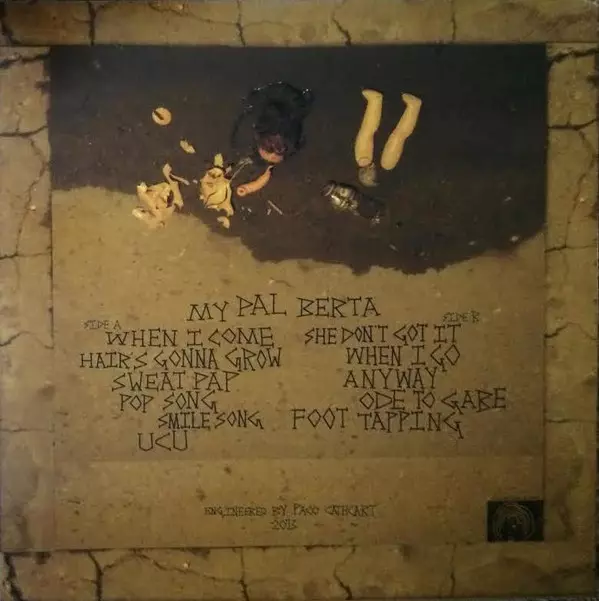 MY PAL BERTA
SIDE A
WHEN I COME
HAIR'S GONNA GROW
SWEAT PAP
POP SONG
SMILE SONG
UCU
SIDE B
SHE DON'T GOT IT
WHEN I GO
ANYWAY
ODE TO GABE
FOOT TAPPING
ENGINEERED BY PACO CATHCART
2013